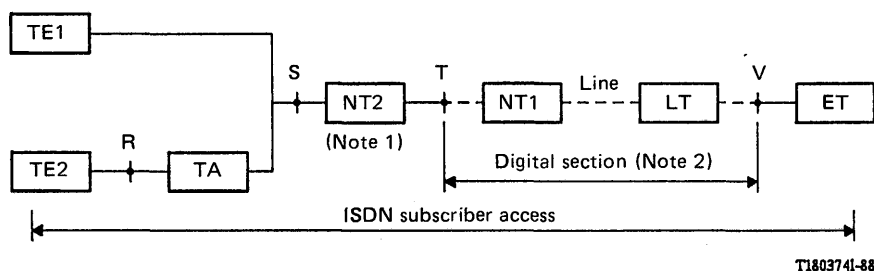 TE1
S
T
V
NT2
NT1
Line
LT
ET
(Note 1)
R
TE2
TA
Digital section (Note 2)
ISDN subscriber access
T1803741-88